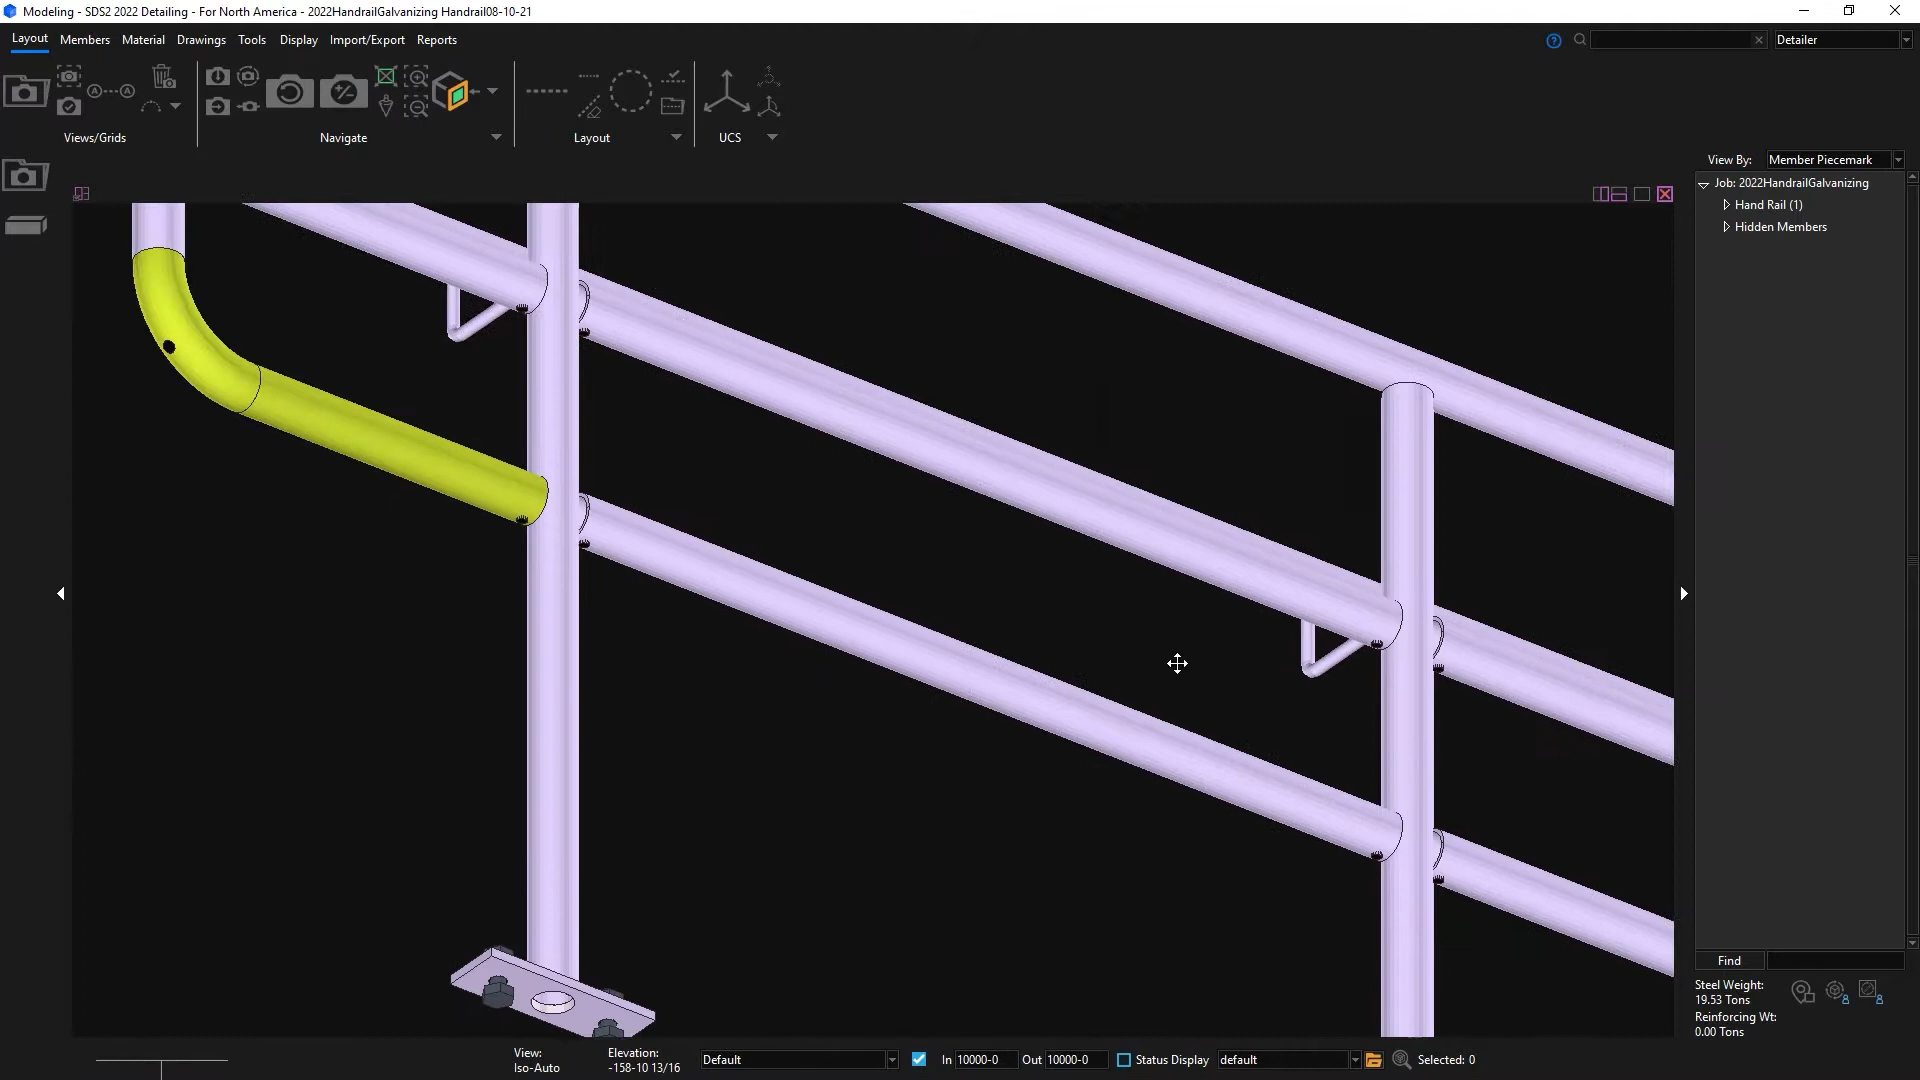 Modeling - SDS2 2022 Detailing - For North America - 2022HandrailGalvanizing Handrail08-10-21
Layout Members Material Drawings Tools Display Import/Export Reports
Detailer
Views/Grids Navigate Layout UCS
View By: Member Piecemark
Job: 2022HandrailGalvanizing
Hand Rail (1)
Hidden Members
Find
Steel Weight:
19.53 Tons
Reinforcing Wt:
0.00 Tons
View:
Iso-Auto
Elevation:
-158-10 13/16
Default
In 10000-0 Out 10000-0 Status Display default Selected: 0